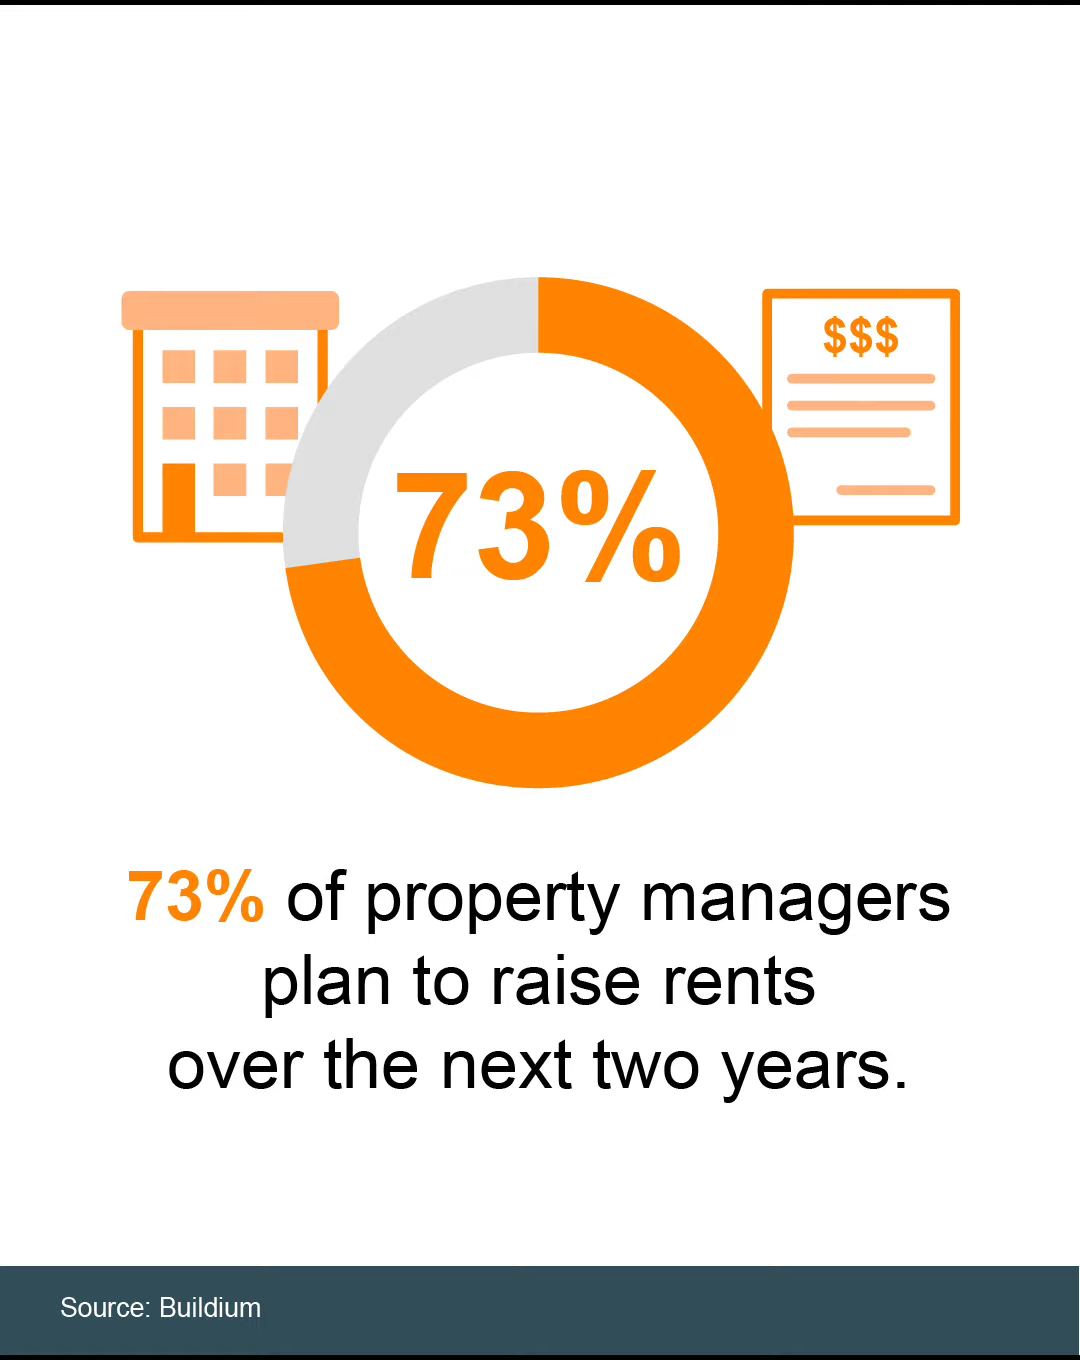 $$$
73%
73% of property managers
plan to raise rents
over the next two years.
Source: Buildium